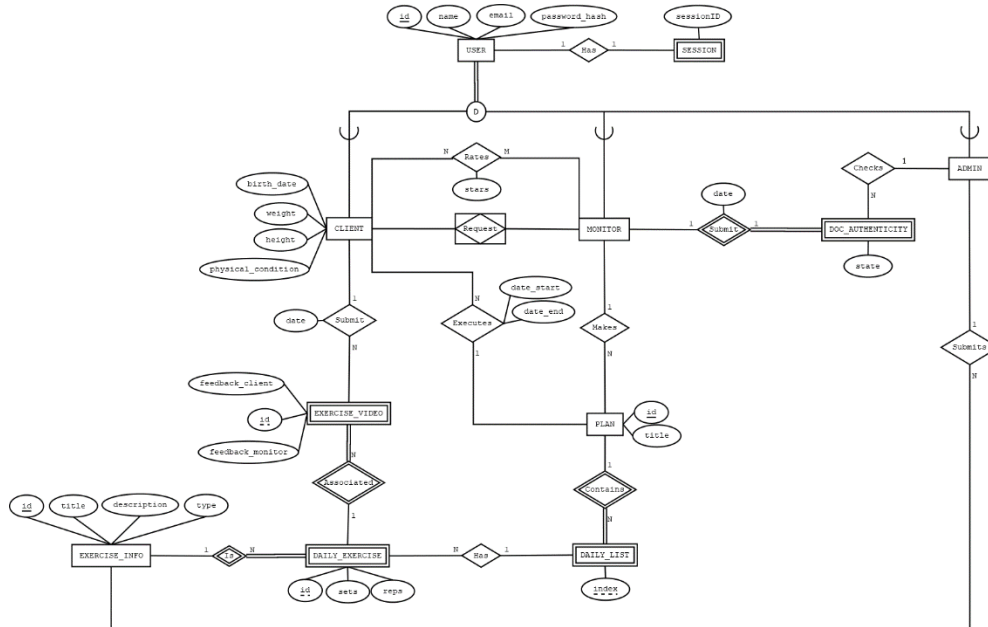 id
name
email
password_hash
sessionID
USER
1
Has
1
SESSION
D
N
Rates
M
stars
Checks
1
ADMIN
N
birth_date
weight
height
physical_condition
CLIENT
Request
MONITOR
1
date
Submit
1
DOC_AUTHENTICITY
state
1
date
Submit
N
N
Executes
1
date_start
date_end
1
Makes
N
1
Submits
N
feedback_client
id
feedback_monitor
EXERCISE_VIDEO
PLAN
id
title
N
Associated
1
1
Contains
N
id
title
description
type
EXERCISE_INFO
1
Is
N
DAILY_EXERCISE
N
Has
1
DAILY_LIST
id
sets
reps
index